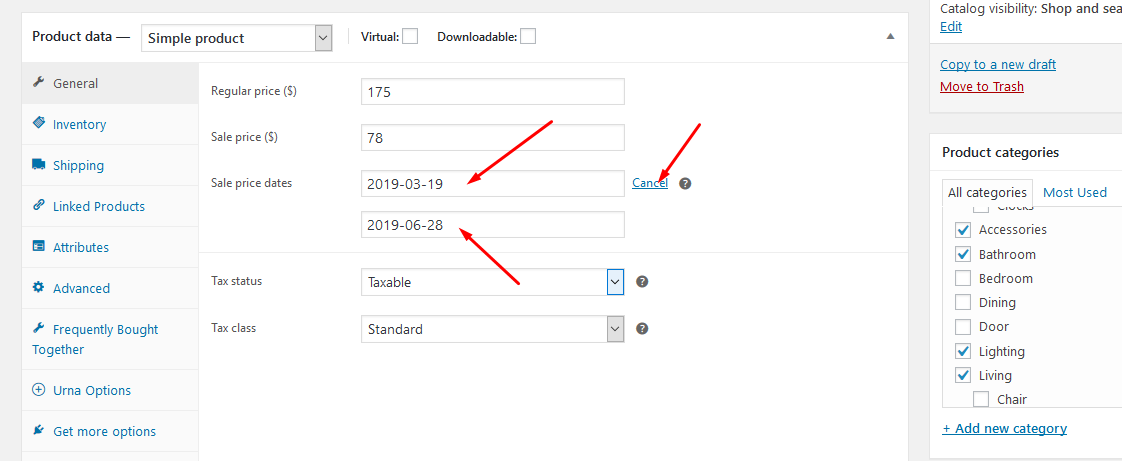 Product data —
Simple product
Virtual:
Downloadable:
General
Inventory
Shipping
Linked Products
Attributes
Advanced
Frequently Bought
Together
Urna Options
Get more options
Regular price ($)
175
Sale price ($)
78
Sale price dates
2019-03-19
Cancel
2019-06-28
Tax status
Taxable
Tax class
Standard
Catalog visibility: Shop and sea
Edit
Copy to a new draft
Move to Trash
Product categories
All categories
Most Used
Clocks
Accessories
Bathroom
Bedroom
Dining
Door
Lighting
Living
Chair
+ Add new category